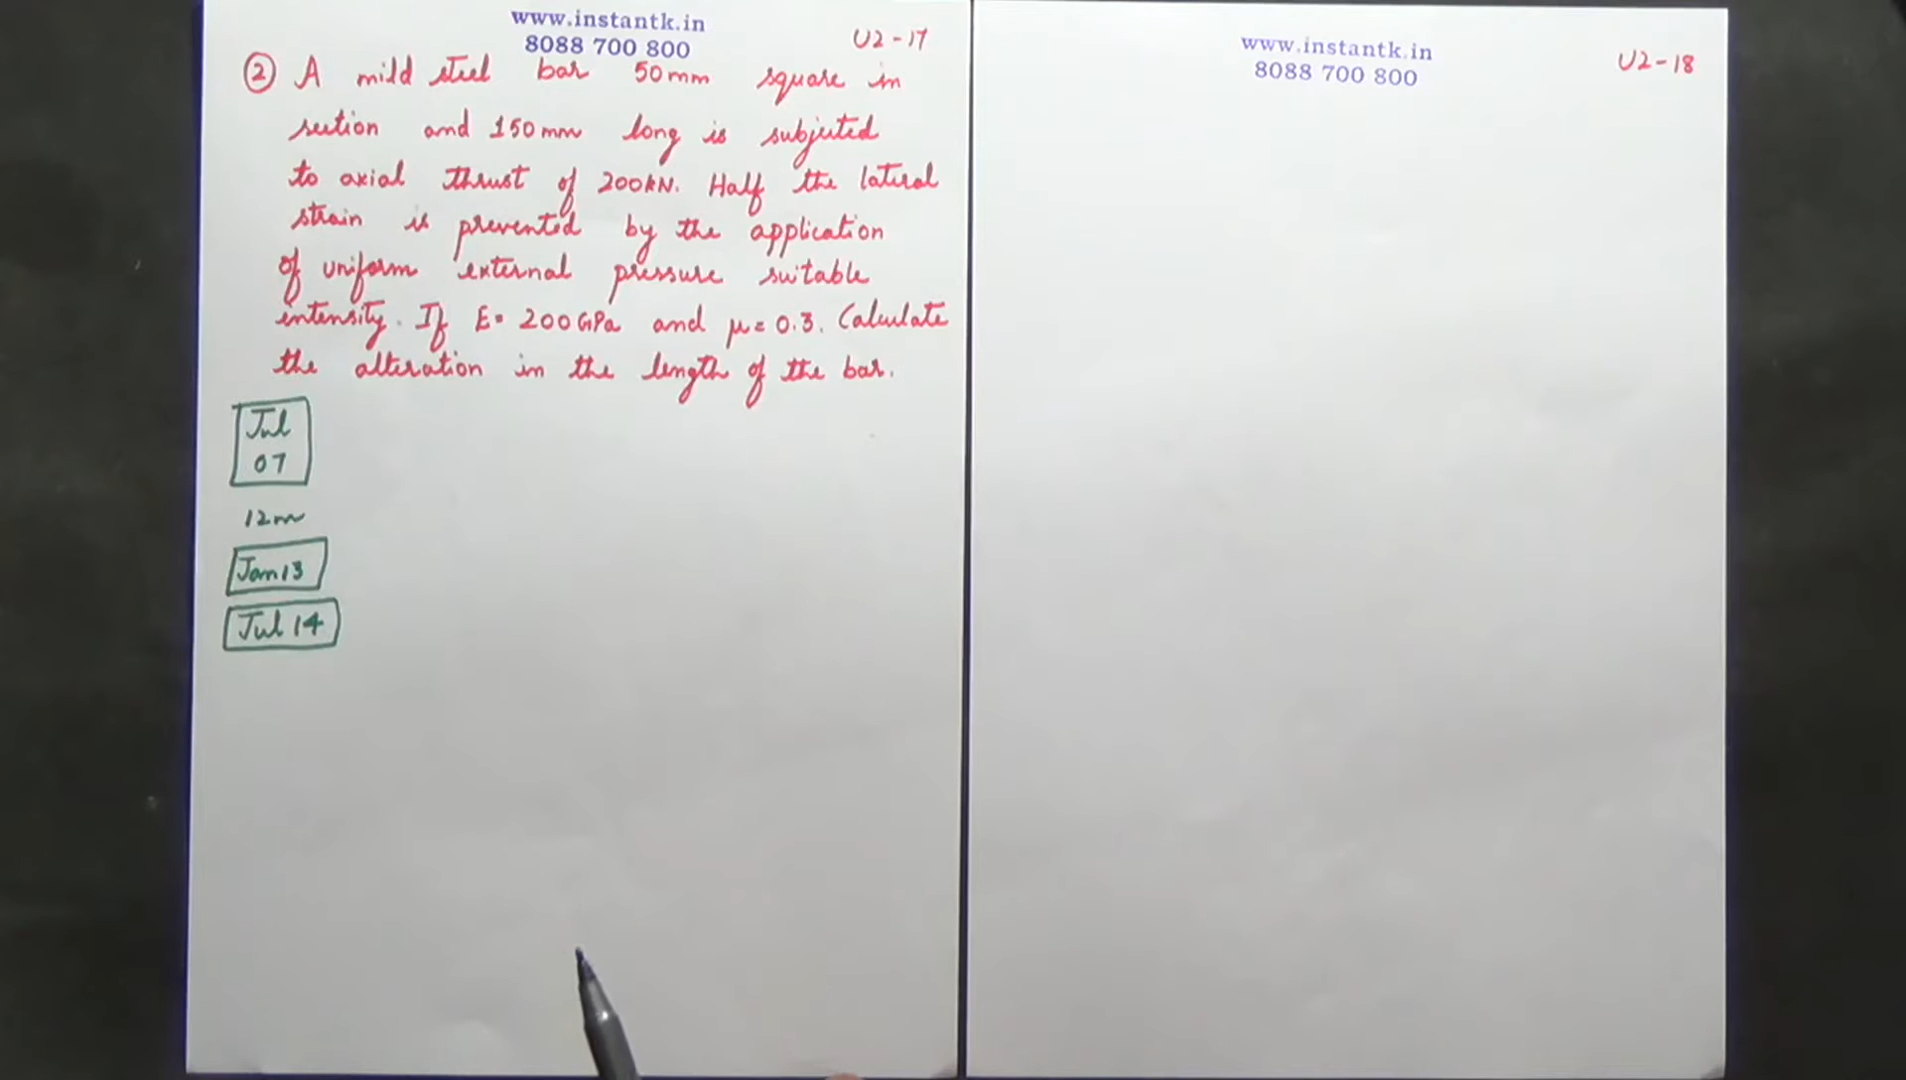 www.instantk.in
8088 700 800
U2-17
② A mild steel bar 50mm square in
section and 150mm long is subjected
to axial thrust of 200kN. Half the lateral
strain is prevented by the application
of uniform external pressure suitable
intensity. If E = 200GPa and μ = 0.3. Calculate
the alteration in the length of the bar.
Jul
07
12m
Jan13
Jul 14
www.instantk.in
8088 700 800
U2-18